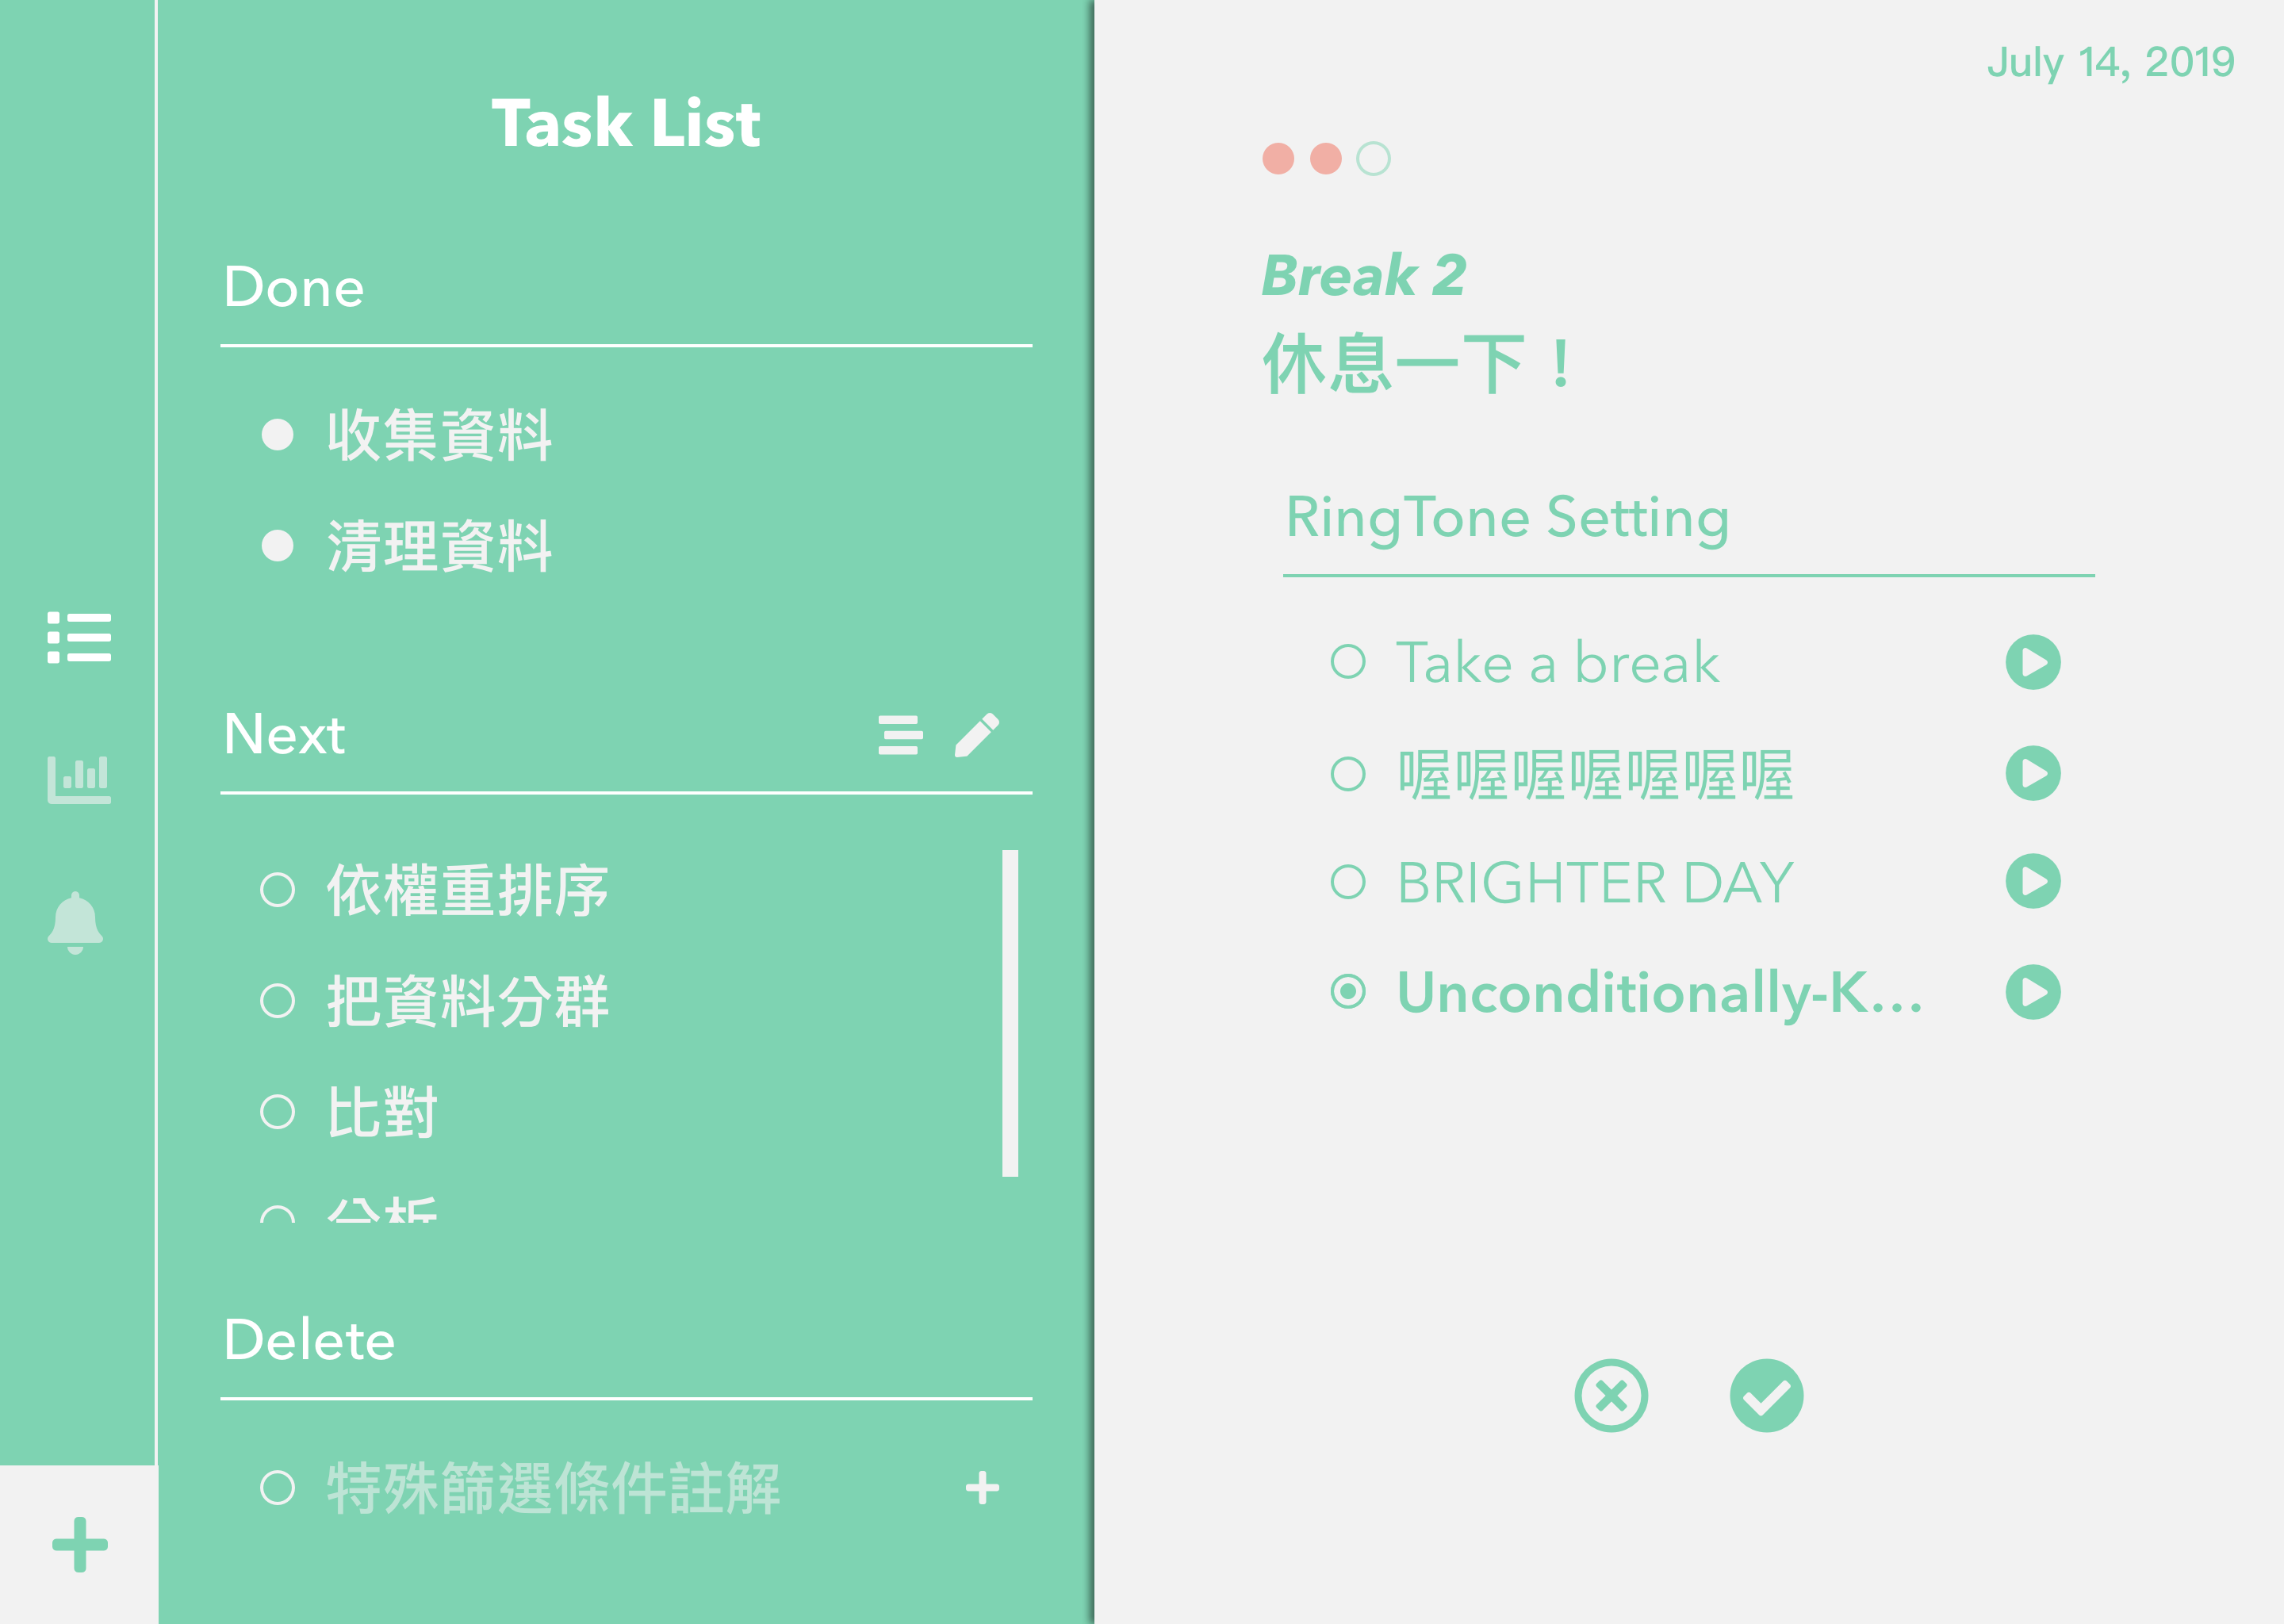 Task List
Done
收集資料
清理資料
Next
依權重排序
把資料分群
比對
分析
Delete
特殊篩選條件註解
July 14, 2019
Break 2
休息一下！
RingTone Setting
Take a break
喔喔喔喔喔喔喔
BRIGHTER DAY
Unconditionally-K...